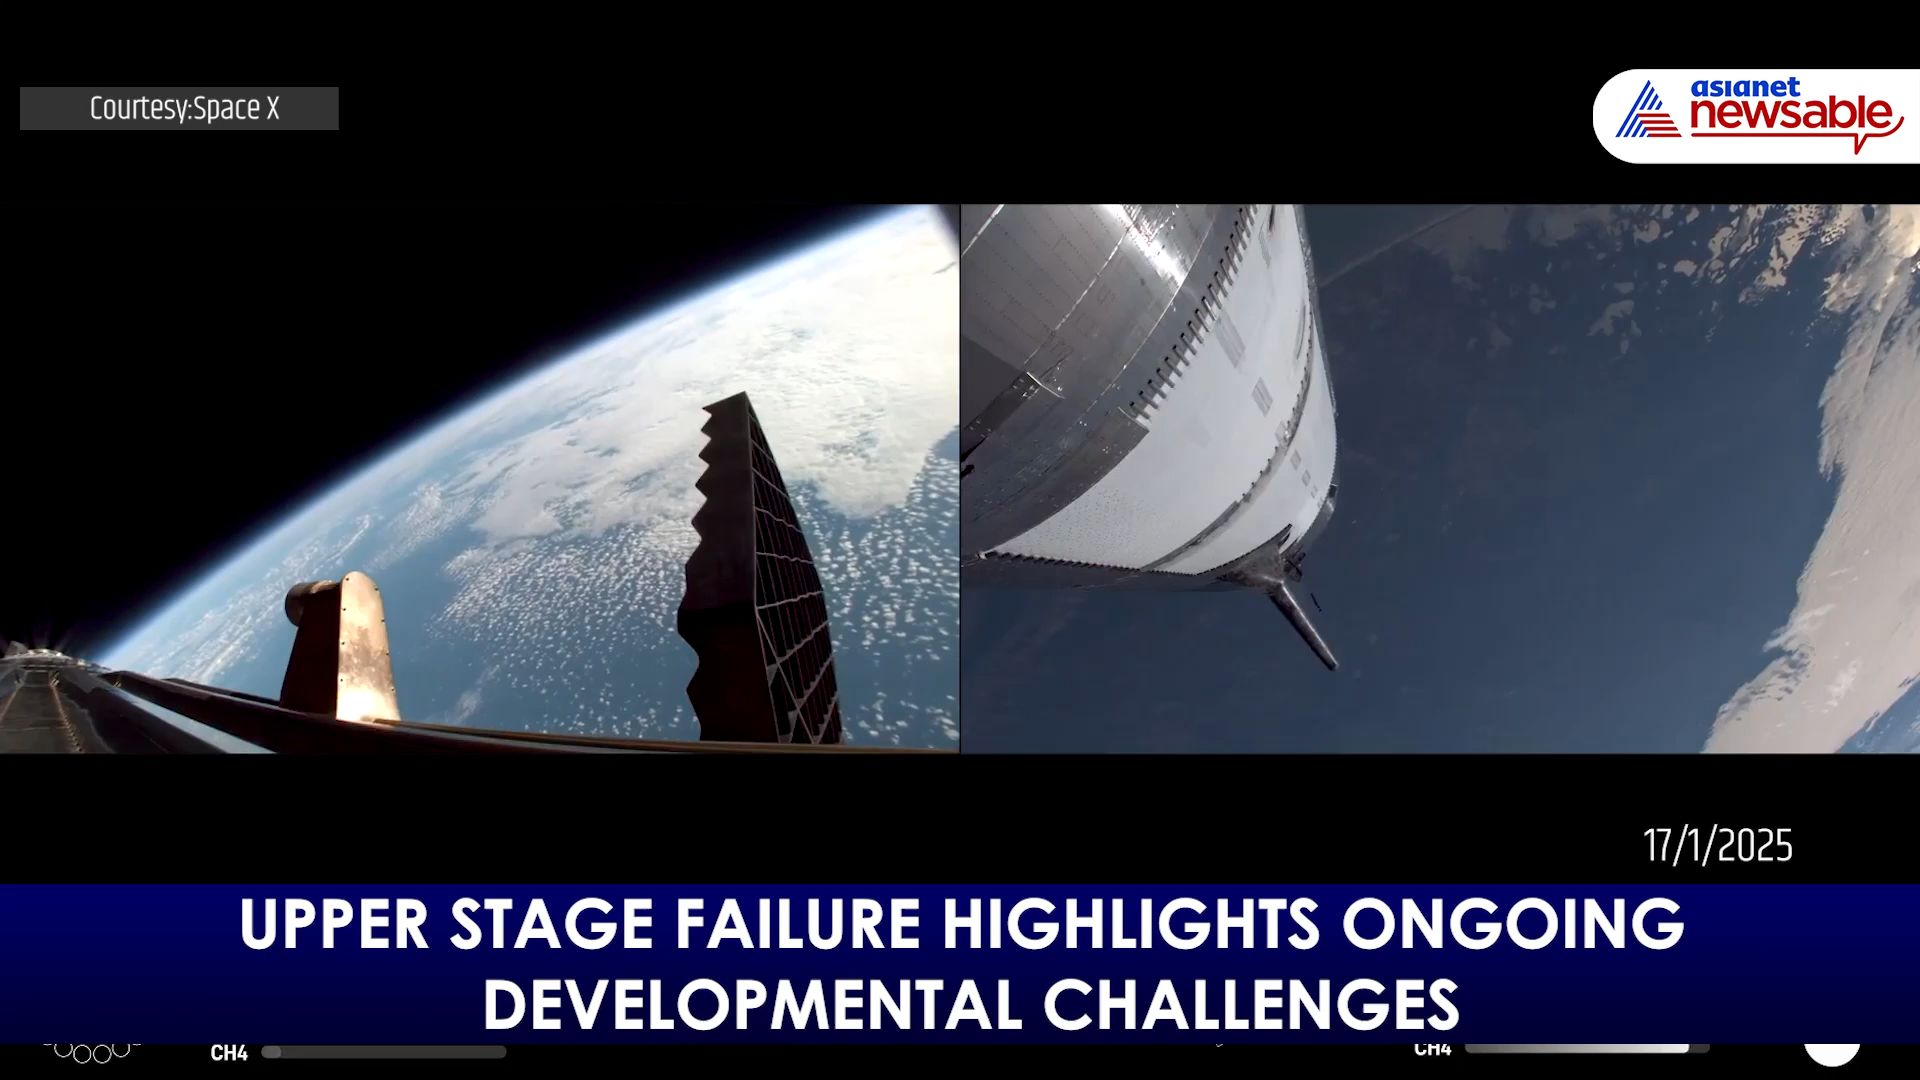 Courtesy:Space X
asianet
newsable
17/1/2025
UPPER STAGE FAILURE HIGHLIGHTS ONGOING
DEVELOPMENTAL CHALLENGES
CH4
CH4